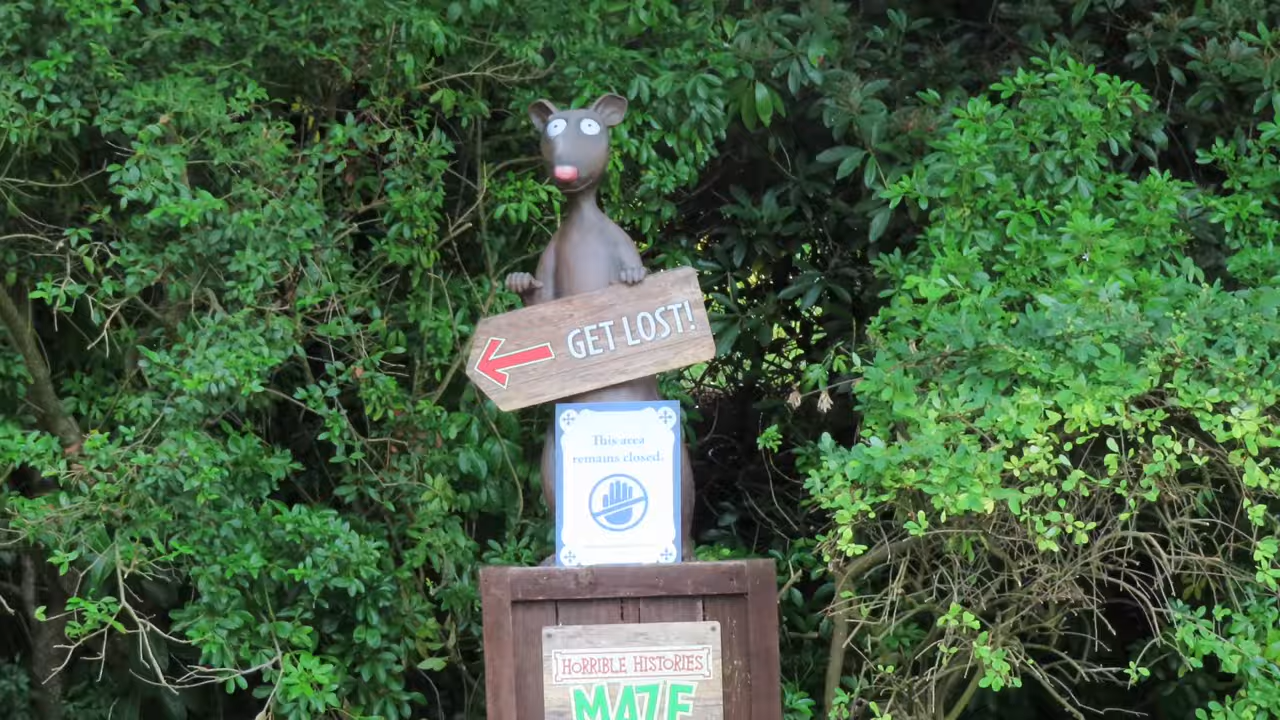 GET LOST!
This area
remains closed.
HORRIBLE HISTORIES
MAZE